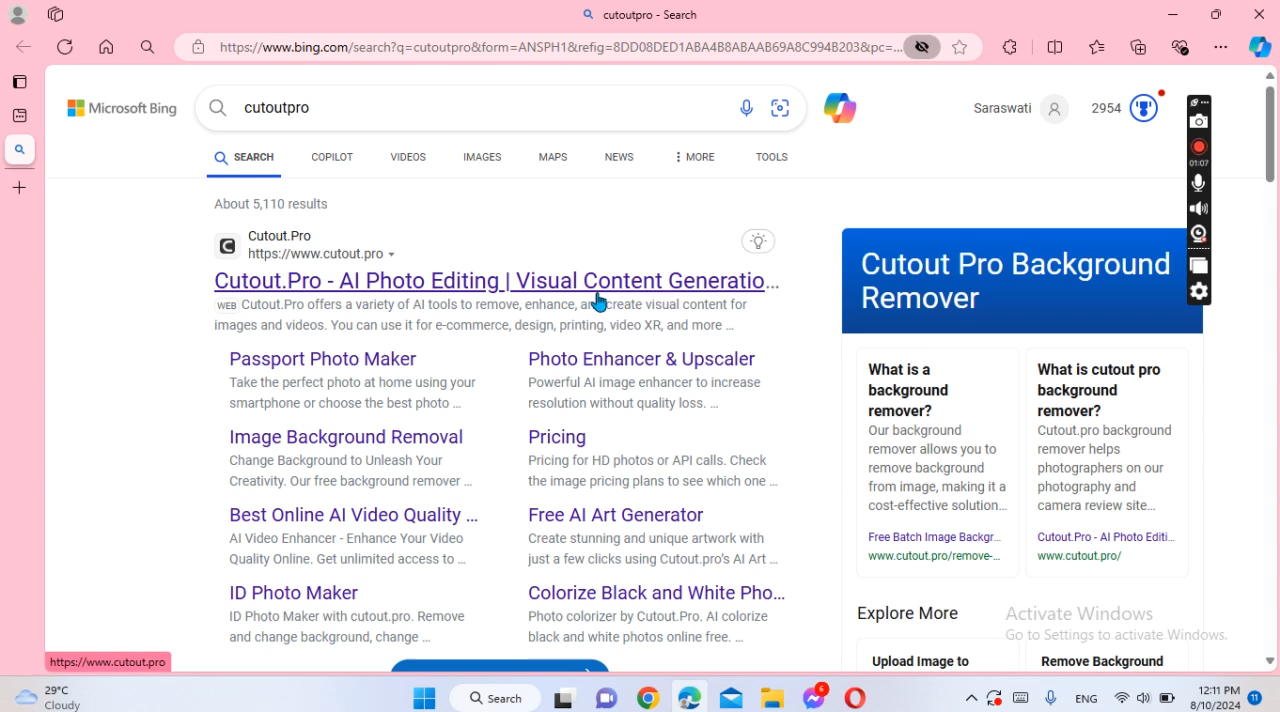 cutoutpro - Search
https://www.bing.com/search?q=cutoutpro&form=ANSPH1&refig=8DD08DED1ABA4B8ABAAB69A8C994B203&pc=...
Microsoft Bing
cutoutpro
Saraswati
2954
SEARCH
COPILOT
VIDEOS
IMAGES
MAPS
NEWS
MORE
TOOLS
01:07
About 5,110 results
Cutout.Pro
https://www.cutout.pro
Cutout.Pro - AI Photo Editing | Visual Content Generatio...
WEB Cutout.Pro offers a variety of AI tools to remove, enhance, create visual content for
images and videos. You can use it for e-commerce, design, printing, video XR, and more ...
Passport Photo Maker
Take the perfect photo at home using your
smartphone or choose the best photo ...
Photo Enhancer & Upscaler
Powerful AI image enhancer to increase
resolution without quality loss. ...
Image Background Removal
Change Background to Unleash Your
Creativity. Our free background remover ...
Pricing
Pricing for HD photos or API calls. Check
the image pricing plans to see which one ...
Best Online AI Video Quality ...
AI Video Enhancer - Enhance Your Video
Quality Online. Get unlimited access to ...
Free AI Art Generator
Create stunning and unique artwork with
just a few clicks using Cutout.pro's AI Art ...
ID Photo Maker
ID Photo Maker with cutout.pro. Remove
and change background, change ...
Colorize Black and White Pho...
Photo colorizer by Cutout.Pro. AI colorize
black and white photos online free. ...
Cutout Pro Background
Remover
What is a
background
remover?
Our background
remover allows you to
remove background
from image, making it a
cost-effective solution...
Free Batch Image Backgr...
www.cutout.pro/remove-...
What is cutout pro
background
remover?
Cutout.pro background
remover helps
photographers on our
photography and
camera review site...
Cutout.Pro - AI Photo Editi...
www.cutout.pro/
Explore More
Upload Image to
Remove Background
Activate Windows
Go to Settings to activate Windows.
https://www.cutout.pro
29°C
Cloudy
Search
6
ENG
12:11 PM
8/10/2024
11